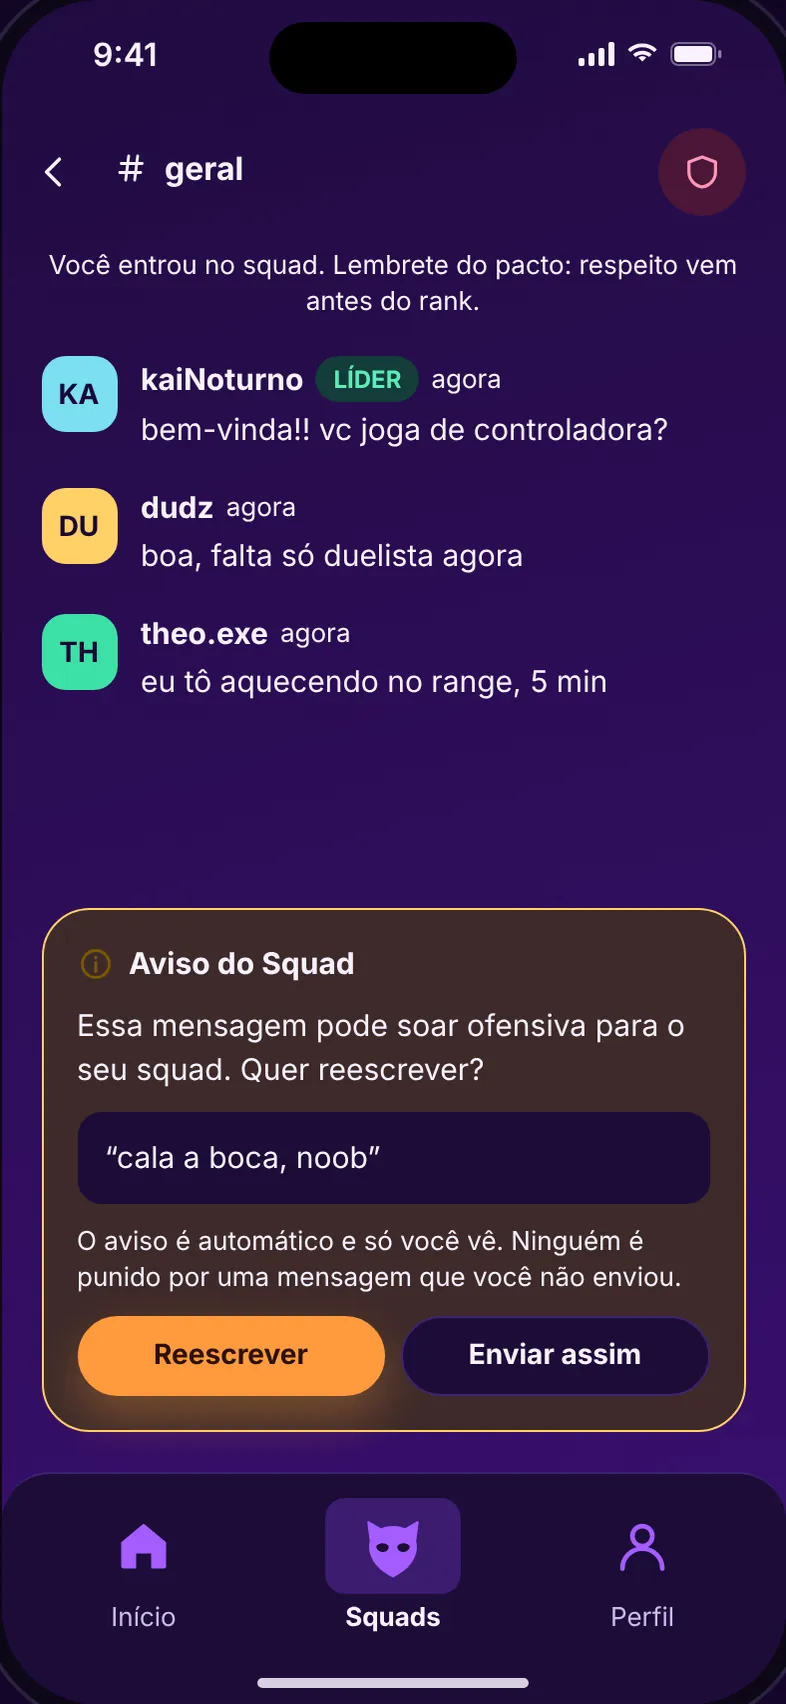 9:41
# geral
Você entrou no squad. Lembrete do pacto: respeito vem
antes do rank.
KA
kaiNoturno LÍDER agora
bem-vinda!! vc joga de controladora?
DU
dudz agora
boa, falta só duelista agora
TH
theo.exe agora
eu tô aquecendo no range, 5 min
Aviso do Squad
Essa mensagem pode soar ofensiva para o
seu squad. Quer reescrever?
“cala a boca, noob”
O aviso é automático e só você vê. Ninguém é
punido por uma mensagem que você não enviou.
Reescrever Enviar assim
Início Squads Perfil